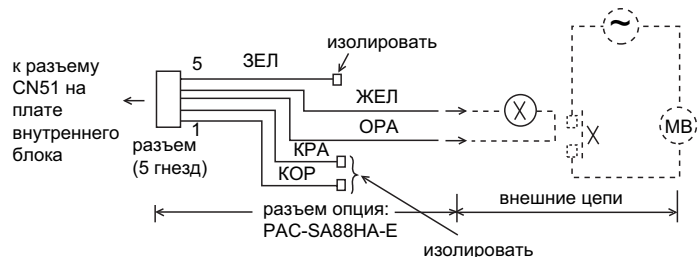 к разъему
CN51 на
плате
внутреннего
блока
5
ЗЕЛ
изолировать
ЖЕЛ
ОРА
1
разъем
(5 гнезд)
КРА
КОР
X
X
МВ
~
разъем опция:
PAC-SA88HA-E
внешние цепи
изолировать